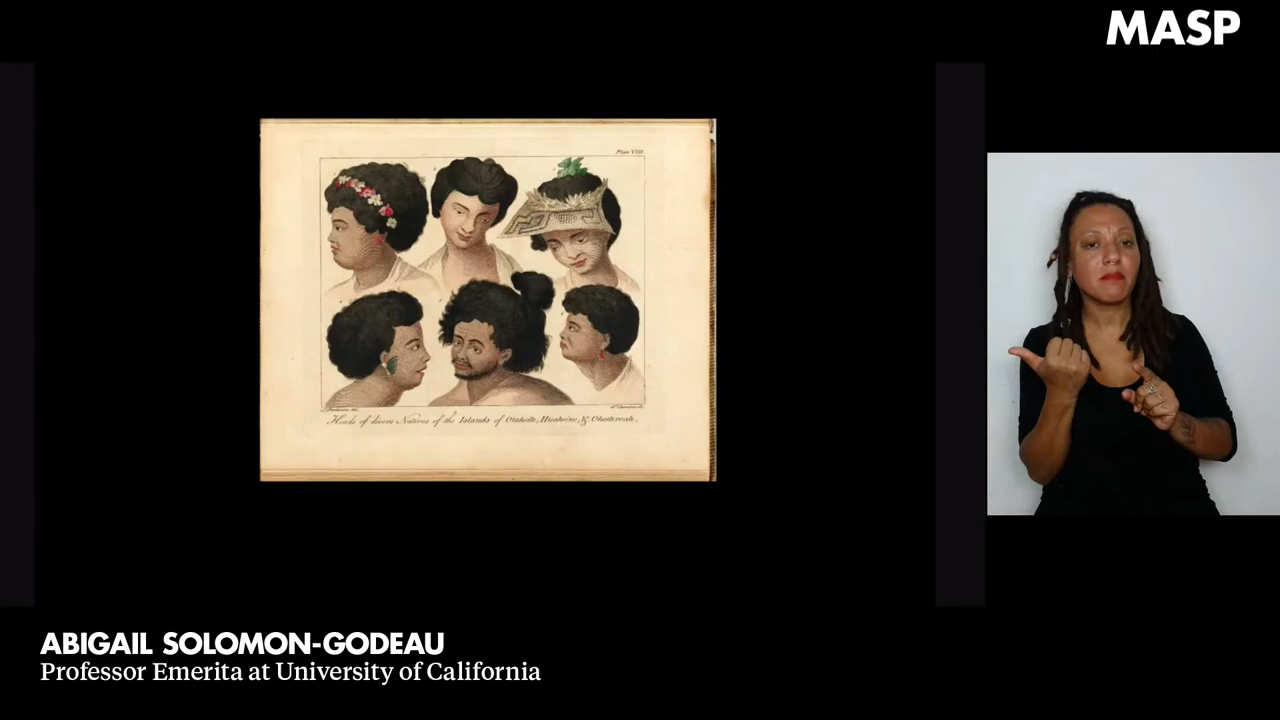 MASP
Plate VIII.
Heads of divers Natives of the Islands of Otaheite, Huaheine, & Oheiteroah.
ABIGAIL SOLOMON-GODEAU
Professor Emerita at University of California